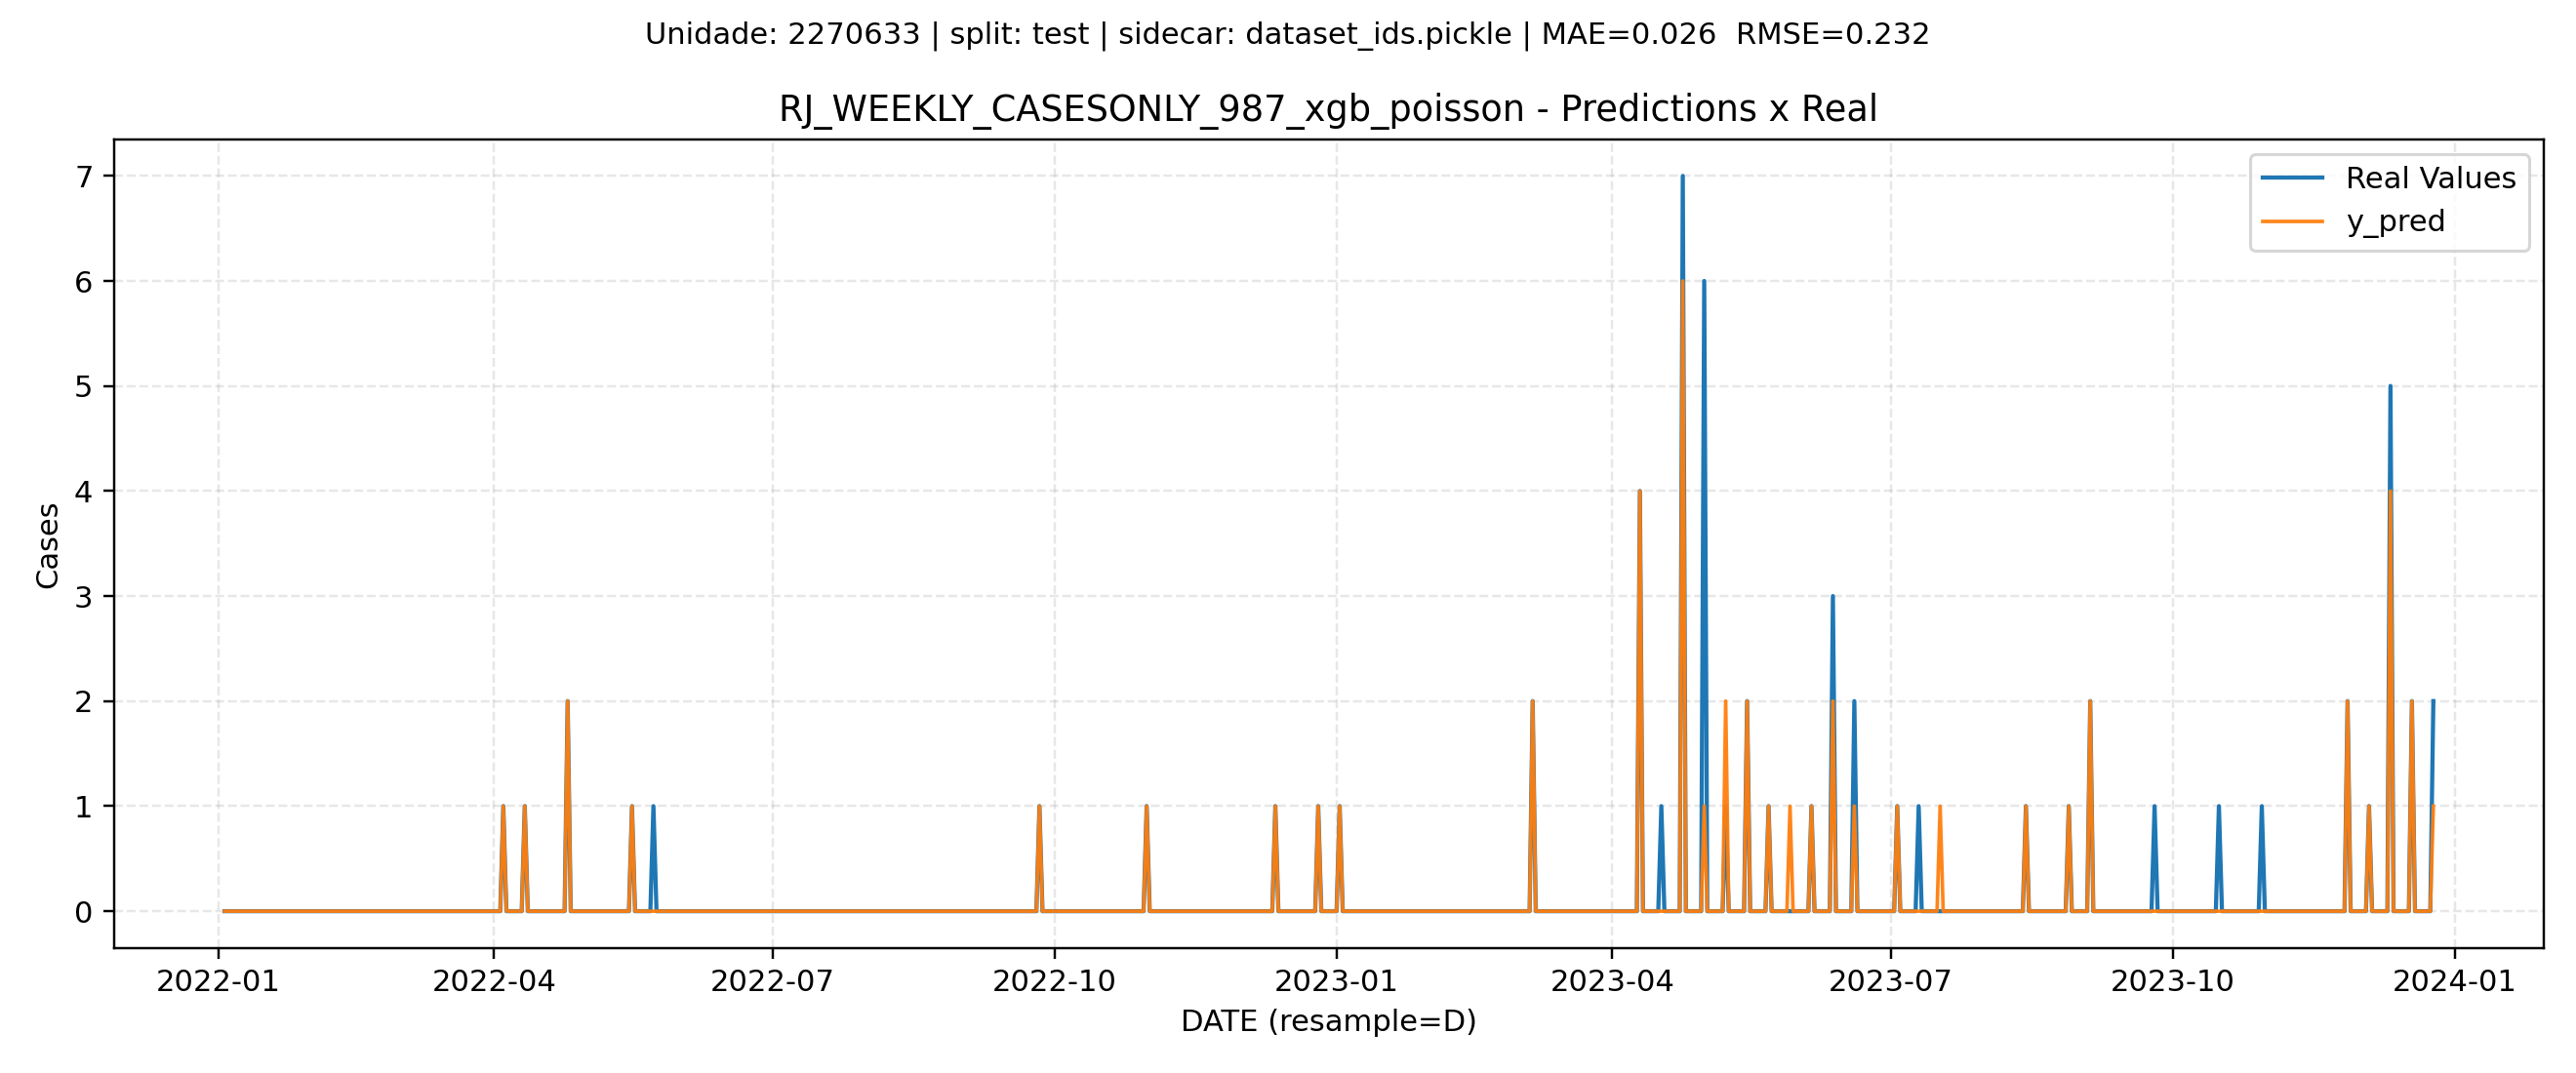 Unidade: 2270633 | split: test | sidecar: dataset_ids.pickle | MAE=0.026  RMSE=0.232
RJ_WEEKLY_CASESONLY_987_xgb_poisson - Predictions x Real
Real Values
y_pred
7
6
5
4
3
2
1
0
Cases
2022-01
2022-04
2022-07
2022-10
2023-01
2023-04
2023-07
2023-10
2024-01
DATE (resample=D)